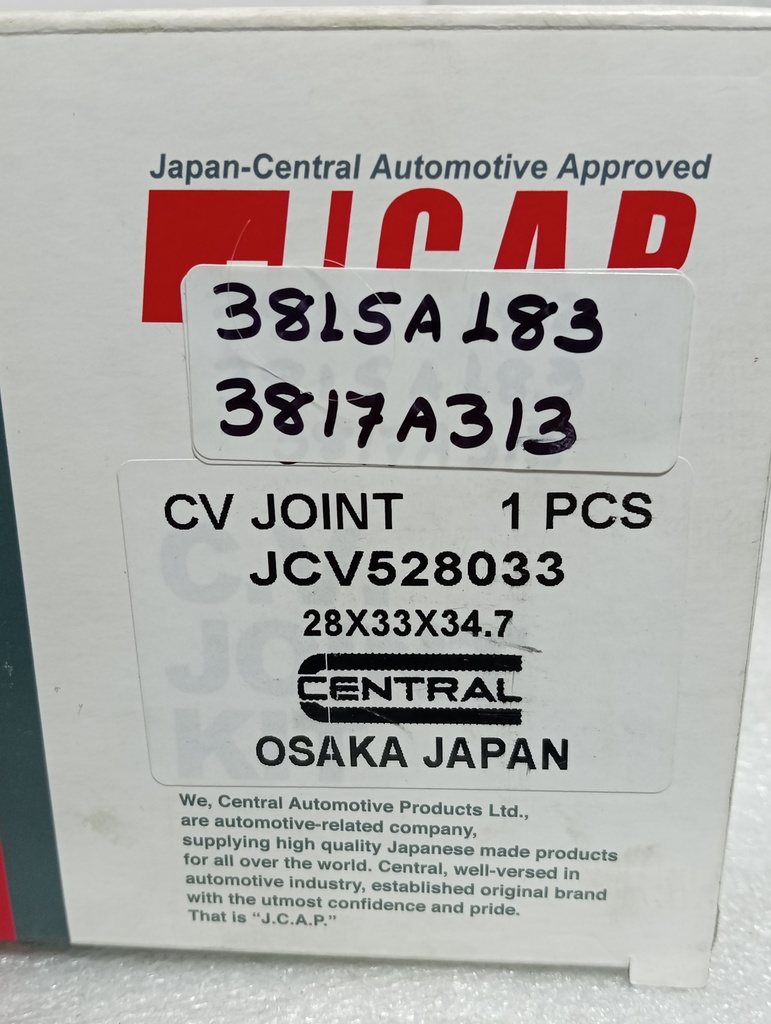 Japan-Central Automotive Approved
JCAP
3815A183
3817A313
CV JOINT 1 PCS
JCV528033
28X33X34.7
CENTRAL
OSAKA JAPAN
We, Central Automotive Products Ltd.,
are automotive-related company,
supplying high quality Japanese made products
for all over the world. Central, well-versed in
automotive industry, established original brand
with the utmost confidence and pride.
That is “J.C.A.P.”